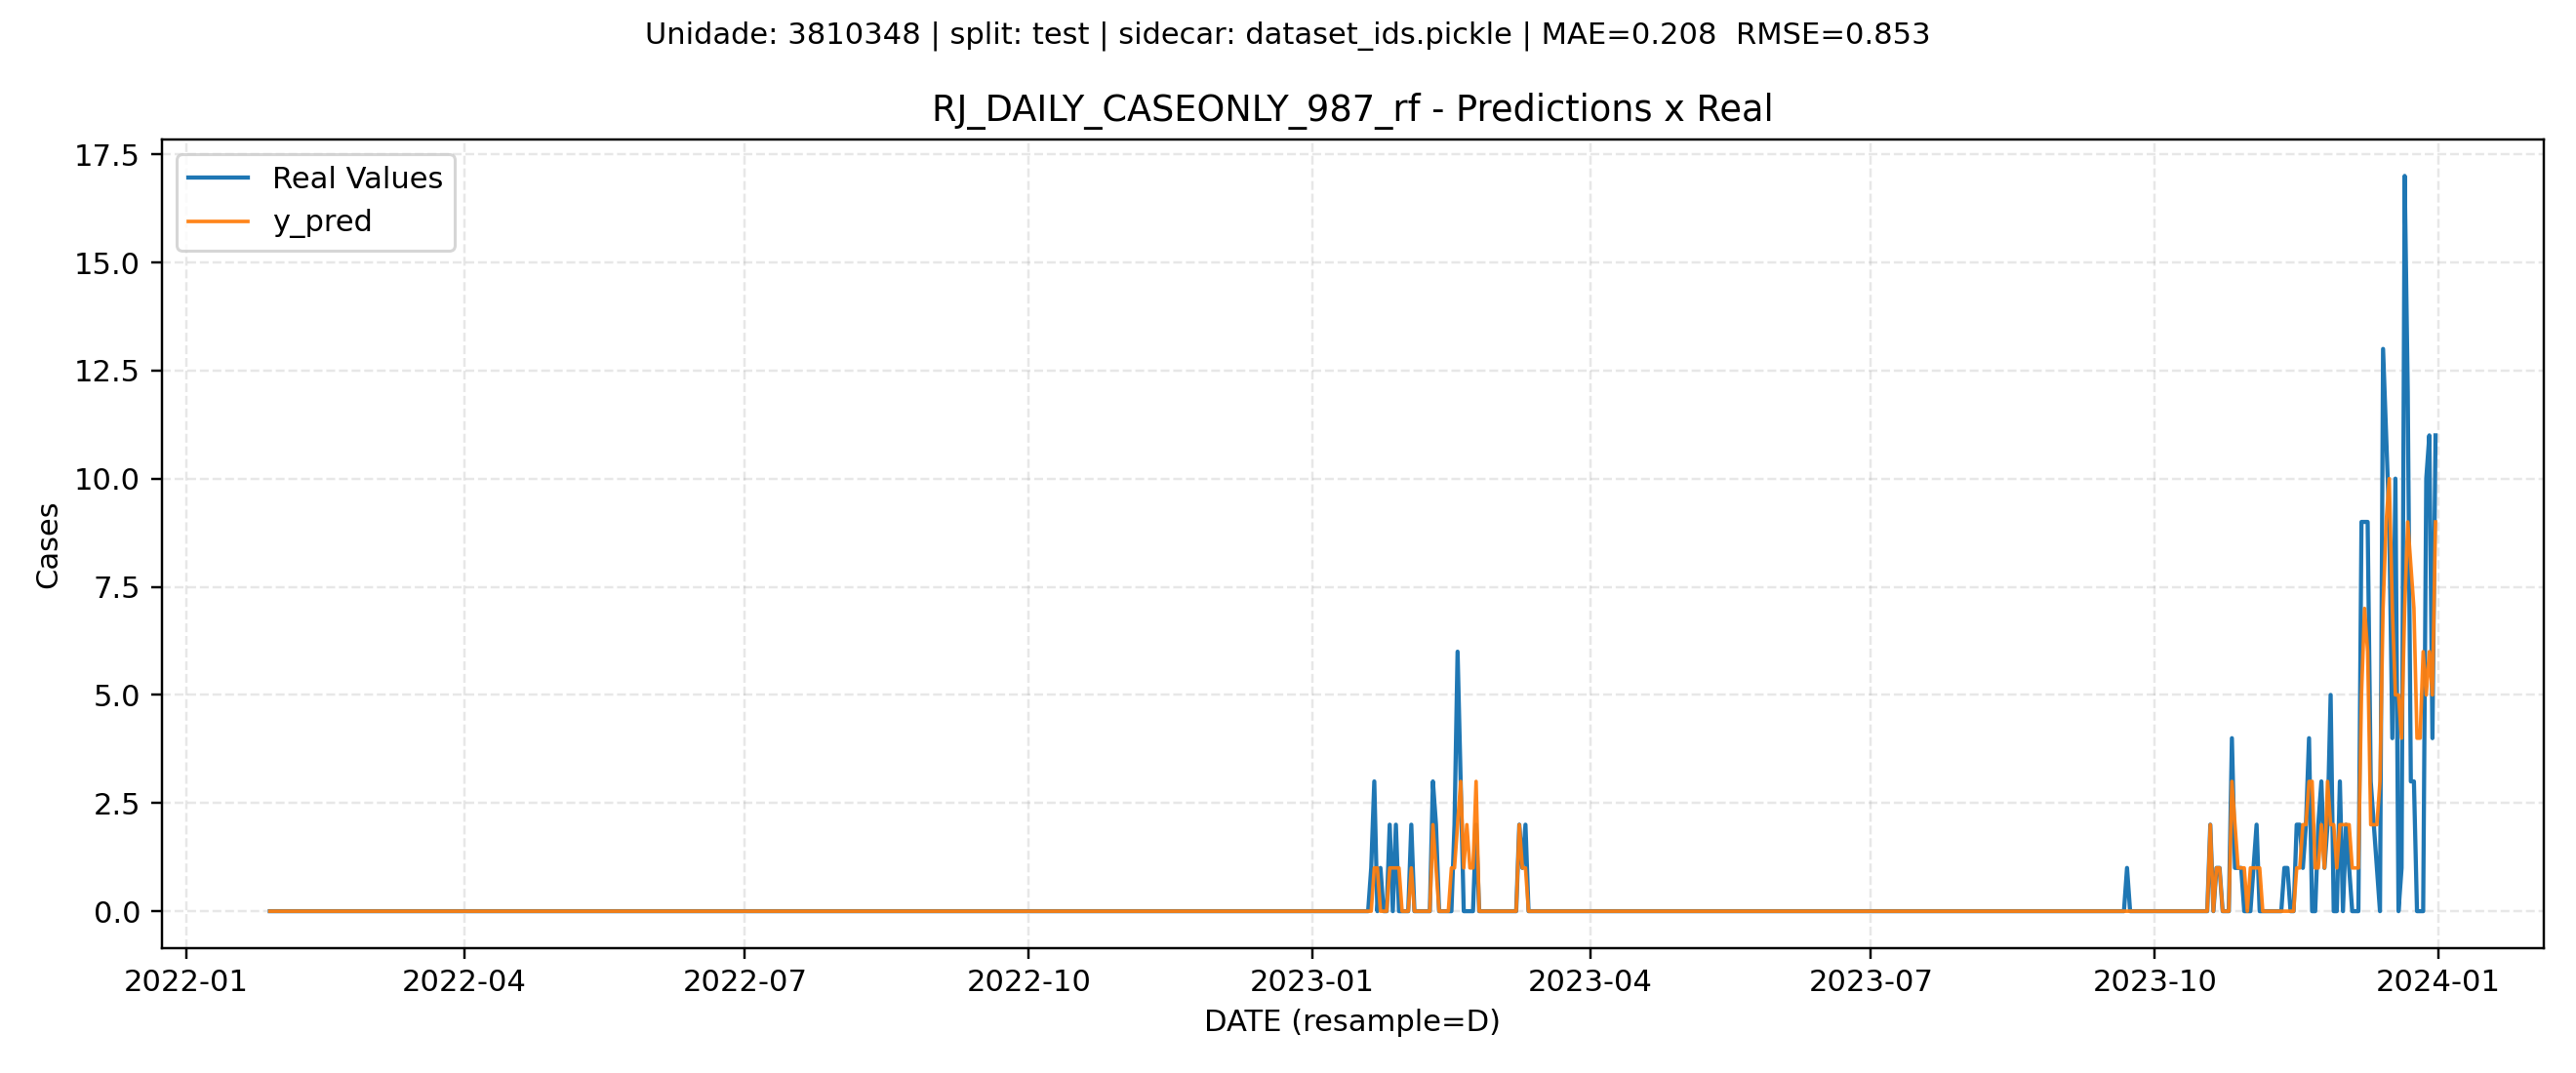 Unidade: 3810348 | split: test | sidecar: dataset_ids.pickle | MAE=0.208  RMSE=0.853
RJ_DAILY_CASEONLY_987_rf - Predictions x Real
Real Values
y_pred
17.5
15.0
12.5
10.0
7.5
5.0
2.5
0.0
Cases
2022-01
2022-04
2022-07
2022-10
2023-01
2023-04
2023-07
2023-10
2024-01
DATE (resample=D)